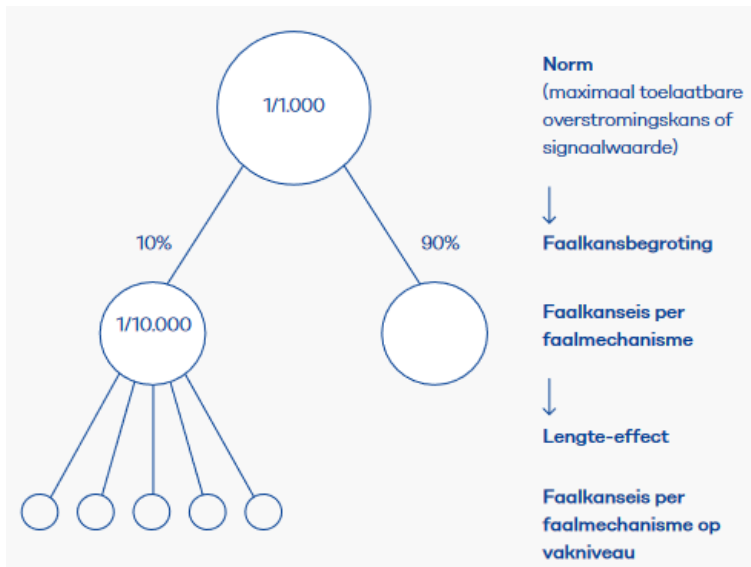 1/1.000
10%
90%
1/10.000
Norm
(maximaal toelaatbare
overstromingskans of
signaalwaarde)
Faalkansbegroting
Faalkanseis per
faalmechanisme
Lengte-effect
Faalkanseis per
faalmechanisme op
vakniveau